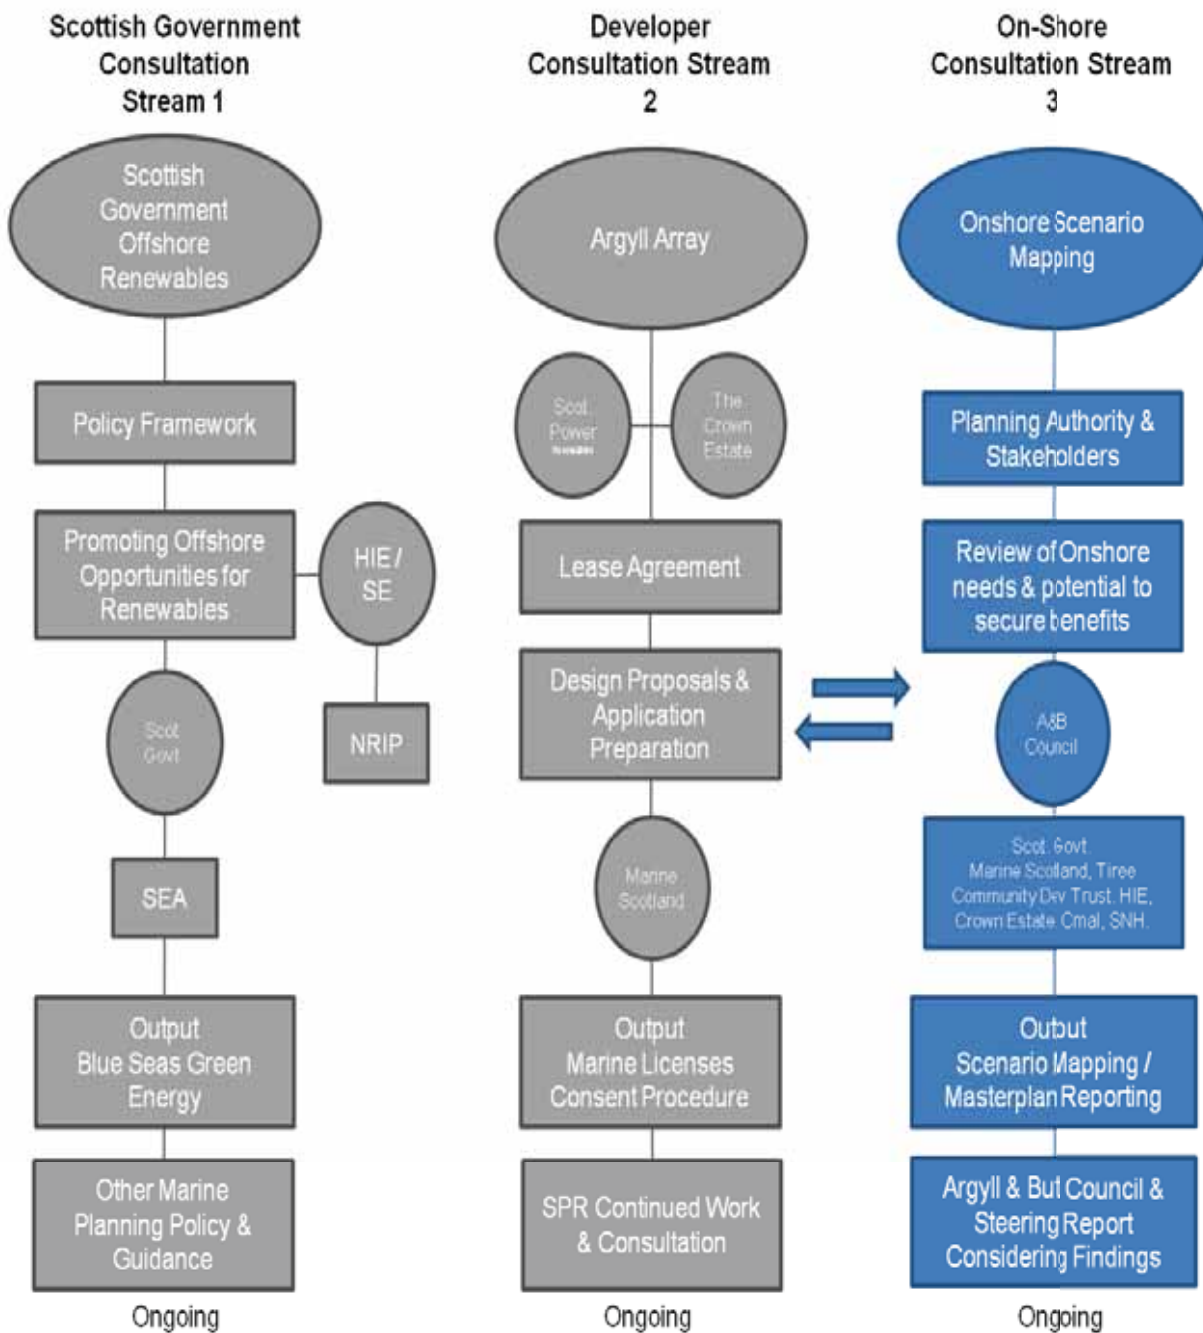 Scottish Government
Consultation
Stream 1
Scottish
Government
Offshore
Renewables
Policy Framework
Promoting Offshore
Opportunities for
Renewables
HIE /
SE
NRIP
Scot
Govt
SEA
Output
Blue Seas Green
Energy
Other Marine
Planning Policy &
Guidance
Ongoing
Developer
Consultation Stream
2
Argyll Array
Scot.
Power
The
Crown
Estate
Lease Agreement
Design Proposals &
Application
Preparation
Marine
Scotland
Output
Marine Licenses
Consent Procedure
SPR Continued Work
& Consultation
Ongoing
On-Shore
Consultation Stream
3
Onshore Scenario
Mapping
Planning Authority &
Stakeholders
Review of Onshore
needs & potential to
secure benefits
A&B
Council
Scot. Govt.
Marine Scotland, Tiree
Community Dev Trust. HIE,
Crown Estate Cmal, SNH.
Output
Scenario Mapping /
Masterplan Reporting
Argyll & But Council &
Steering Report
Considering Findings
Ongoing